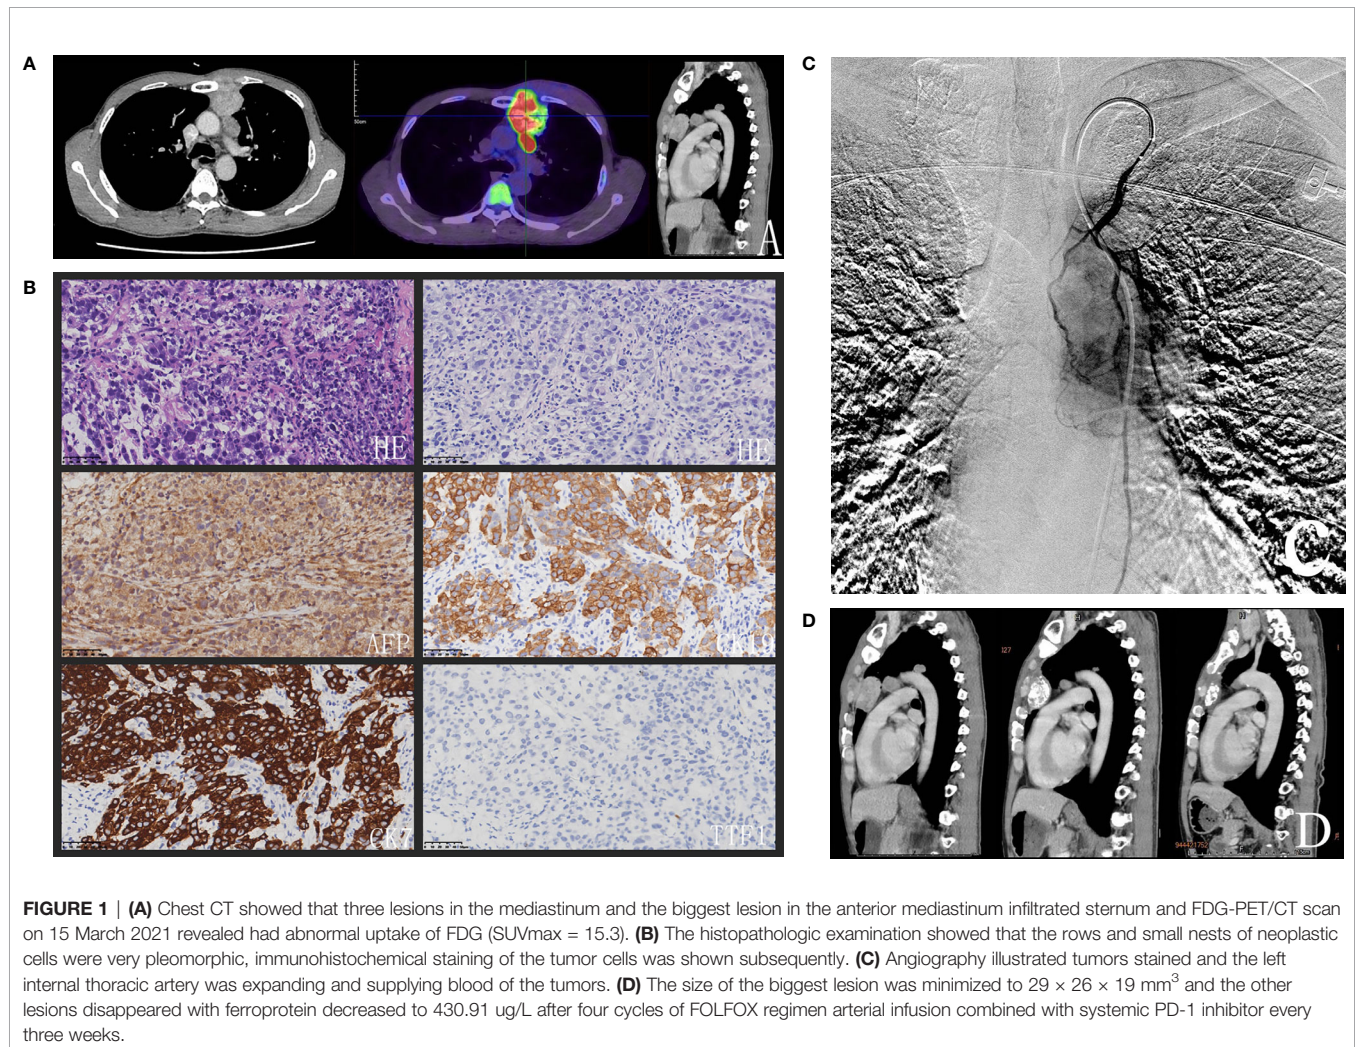 A
C
50cm
A
B
HE
HE
AFP
CK19
CK7
TTF1
C
D
H
H
327
944421752
D
FIGURE 1 | (A) Chest CT showed that three lesions in the mediastinum and the biggest lesion in the anterior mediastinum infiltrated sternum and FDG-PET/CT scan
on 15 March 2021 revealed had abnormal uptake of FDG (SUVmax = 15.3). (B) The histopathologic examination showed that the rows and small nests of neoplastic
cells were very pleomorphic, immunohistochemical staining of the tumor cells was shown subsequently. (C) Angiography illustrated tumors stained and the left
internal thoracic artery was expanding and supplying blood of the tumors. (D) The size of the biggest lesion was minimized to 29 × 26 × 19 mm³ and the other
lesions disappeared with ferroprotein decreased to 430.91 ug/L after four cycles of FOLFOX regimen arterial infusion combined with systemic PD-1 inhibitor every
three weeks.